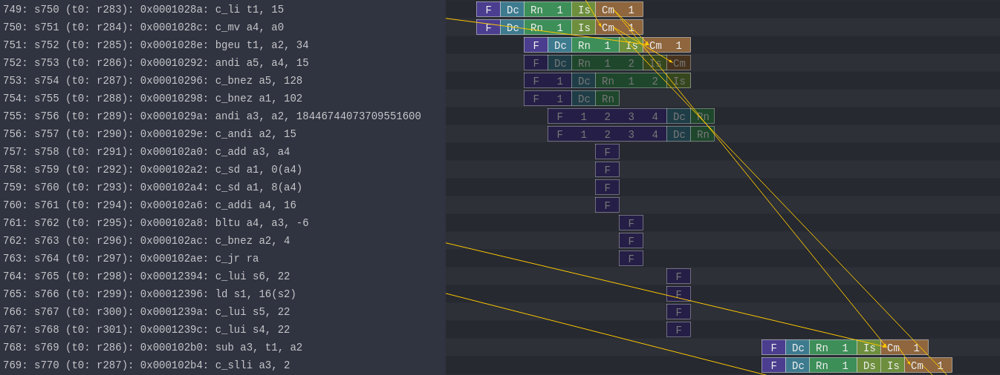 749: s750 (t0: r283): 0x0001028a: c_li t1, 15 F Dc Rn 1 Is Cm 1
750: s751 (t0: r284): 0x0001028c: c_mv a4, a0 F Dc Rn 1 Is Cm 1
751: s752 (t0: r285): 0x0001028e: bgeu t1, a2, 34 F Dc Rn 1 Is Cm 1
752: s753 (t0: r286): 0x00010292: andi a5, a4, 15 F Dc Rn 1 2 Is Cm
753: s754 (t0: r287): 0x00010296: c_bnez a5, 128 F 1 Dc Rn 1 2 Is
754: s755 (t0: r288): 0x00010298: c_bnez a1, 102 F 1 Dc Rn
755: s756 (t0: r289): 0x0001029a: andi a3, a2, 18446744073709551600 F 1 2 3 4 Dc Rn
756: s757 (t0: r290): 0x0001029e: c_andi a2, 15 F 1 2 3 4 Dc Rn
757: s758 (t0: r291): 0x000102a0: c_add a3, a4 F
758: s759 (t0: r292): 0x000102a2: c_sd a1, 0(a4) F
759: s760 (t0: r293): 0x000102a4: c_sd a1, 8(a4) F
760: s761 (t0: r294): 0x000102a6: c_addi a4, 16 F
761: s762 (t0: r295): 0x000102a8: bltu a4, a3, -6 F
762: s763 (t0: r296): 0x000102ac: c_bnez a2, 4 F
763: s764 (t0: r297): 0x000102ae: c_jr ra F
764: s765 (t0: r298): 0x00012394: c_lui s6, 22 F
765: s766 (t0: r299): 0x00012396: ld s1, 16(s2) F
766: s767 (t0: r300): 0x0001239a: c_lui s5, 22 F
767: s768 (t0: r301): 0x0001239c: c_lui s4, 22 F
768: s769 (t0: r286): 0x000102b0: sub a3, t1, a2 F Dc Rn 1 Is Cm 1
769: s770 (t0: r287): 0x000102b4: c_slli a3, 2 F Dc Rn 1 Ds Is Cm 1